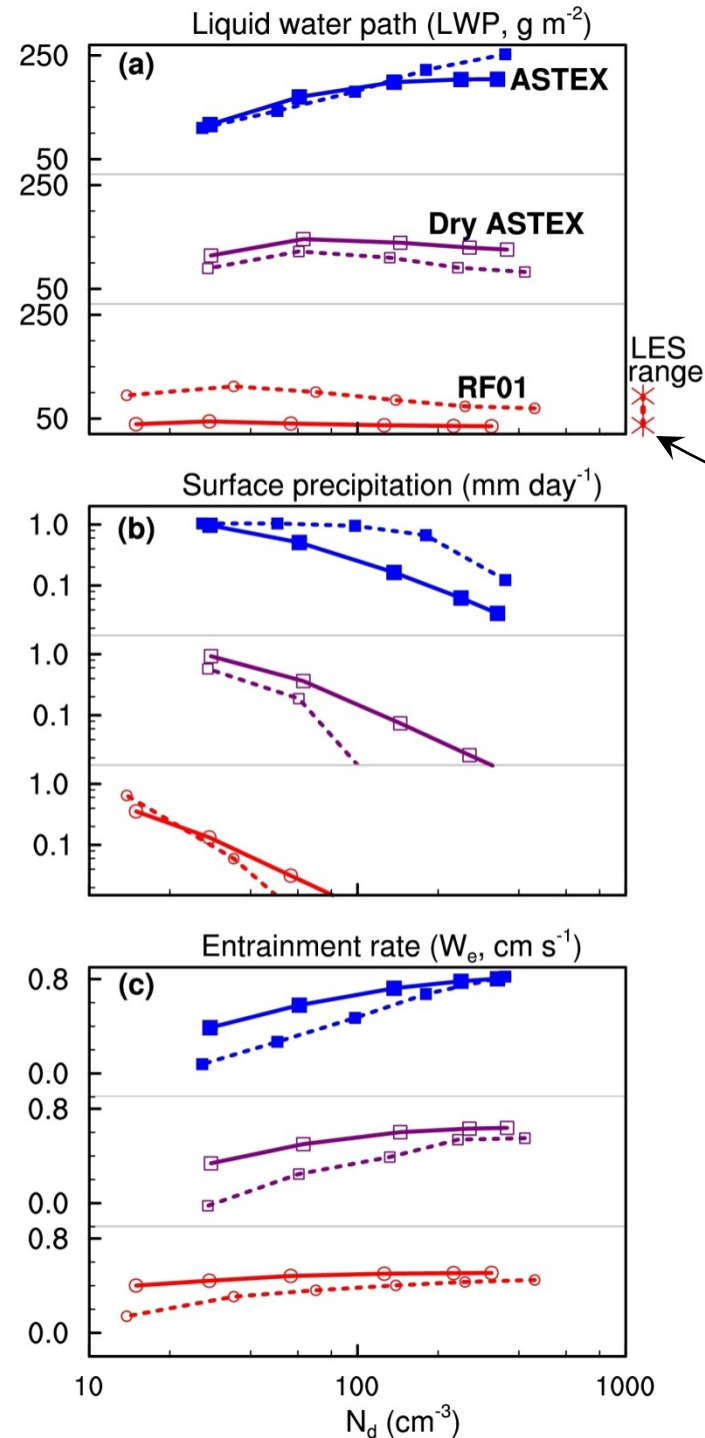 Liquid water path (LWP, g m⁻²)
(a)
250
ASTEX
50
250
Dry ASTEX
50
250
LES
range
RF01
50
Surface precipitation (mm day⁻¹)
(b)
1.0
0.1
1.0
0.1
1.0
0.1
Entrainment rate (Wₑ, cm s⁻¹)
(c)
0.8
0.0
0.8
0.0
0.8
0.0
10 100 1000
N_d (cm⁻³)